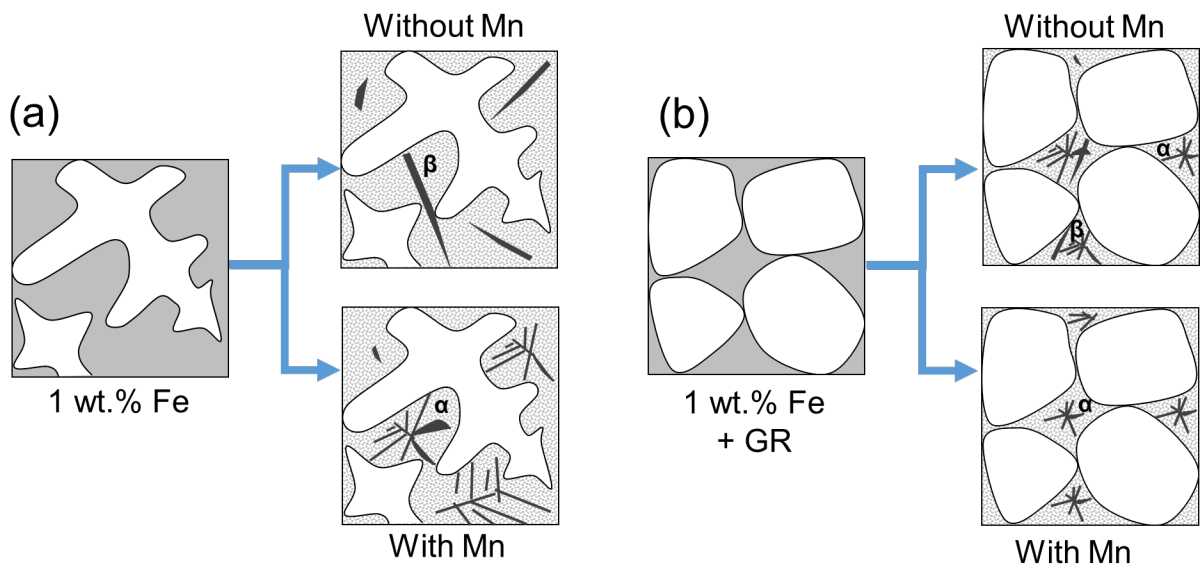 (a)
1 wt.% Fe
Without Mn
β
α
With Mn
(b)
1 wt.% Fe
+ GR
Without Mn
α
β
α
With Mn